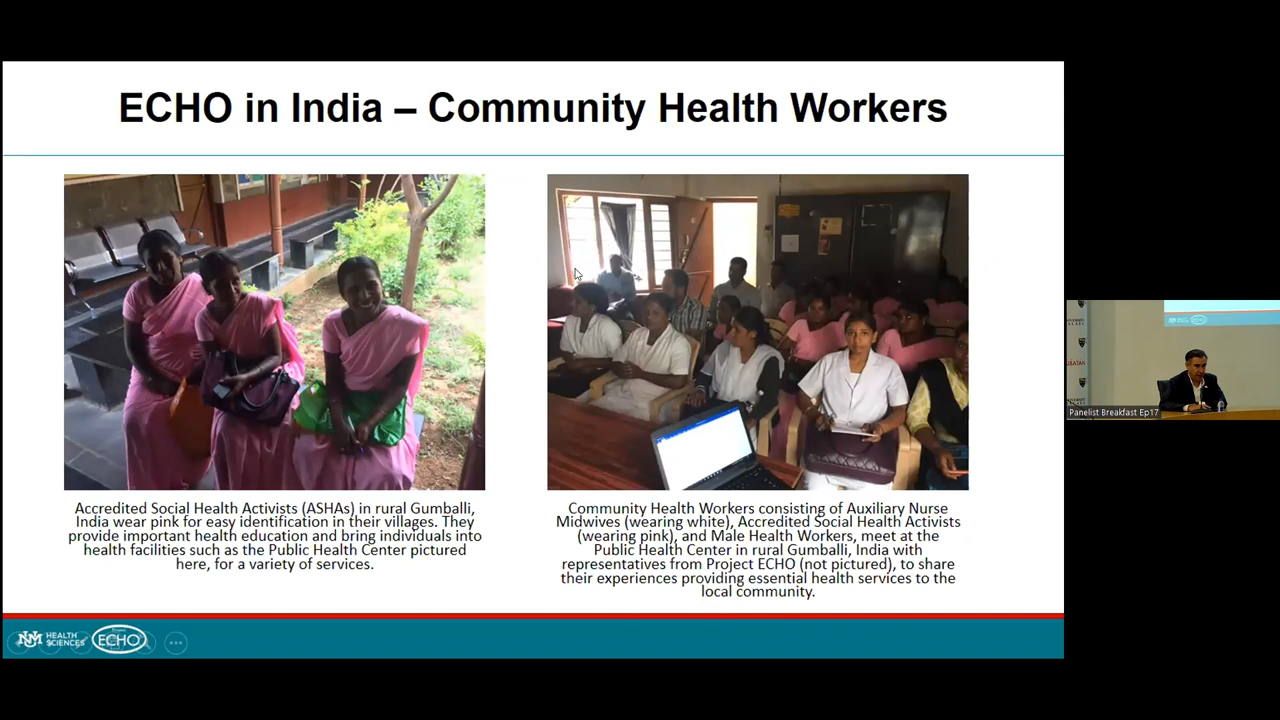 ECHO in India – Community Health Workers
Accredited Social Health Activists (ASHAs) in rural Gumballi,
India wear pink for easy identification in their villages. They
provide important health education and bring individuals into
health facilities such as the Public Health Center pictured
here, for a variety of services.
Community Health Workers consisting of Auxiliary Nurse
Midwives (wearing white), Accredited Social Health Activists
(wearing pink), and Male Health Workers, meet at the
Public Health Center in rural Gumballi, India with
representatives from Project ECHO (not pictured), to share
their experiences providing essential health services to the
local community.
UNM HEALTH
SCIENCES
ECHO
Panelist Breakfast Ep17